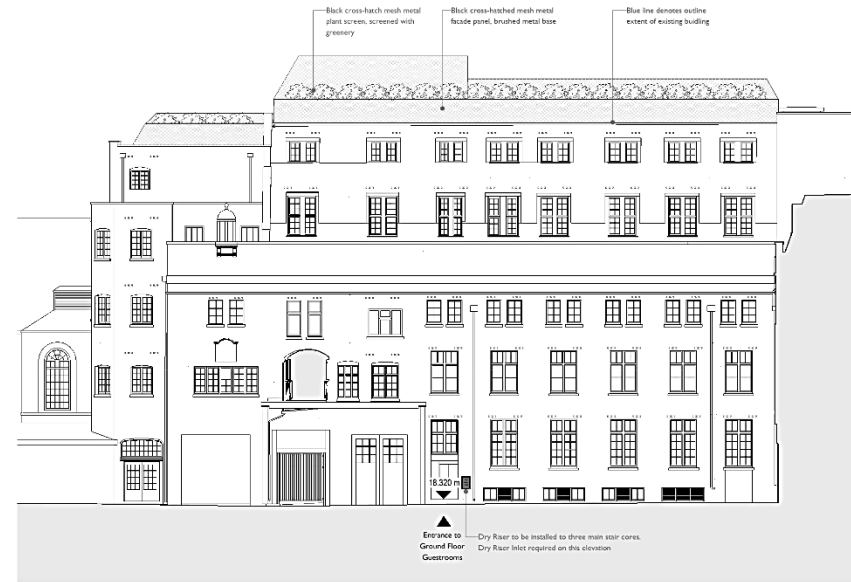 Black cross-hatch mesh metal
plant screen, screened with
greenery
Black cross-hatched mesh metal
facade panel, brushed metal base
Blue line denotes outline
extent of existing buidling
18.320 m
Entrance to
Ground Floor
Guestrooms
Dry Riser to be installed to three main stair cores.
Dry Riser Inlet required on this elevation